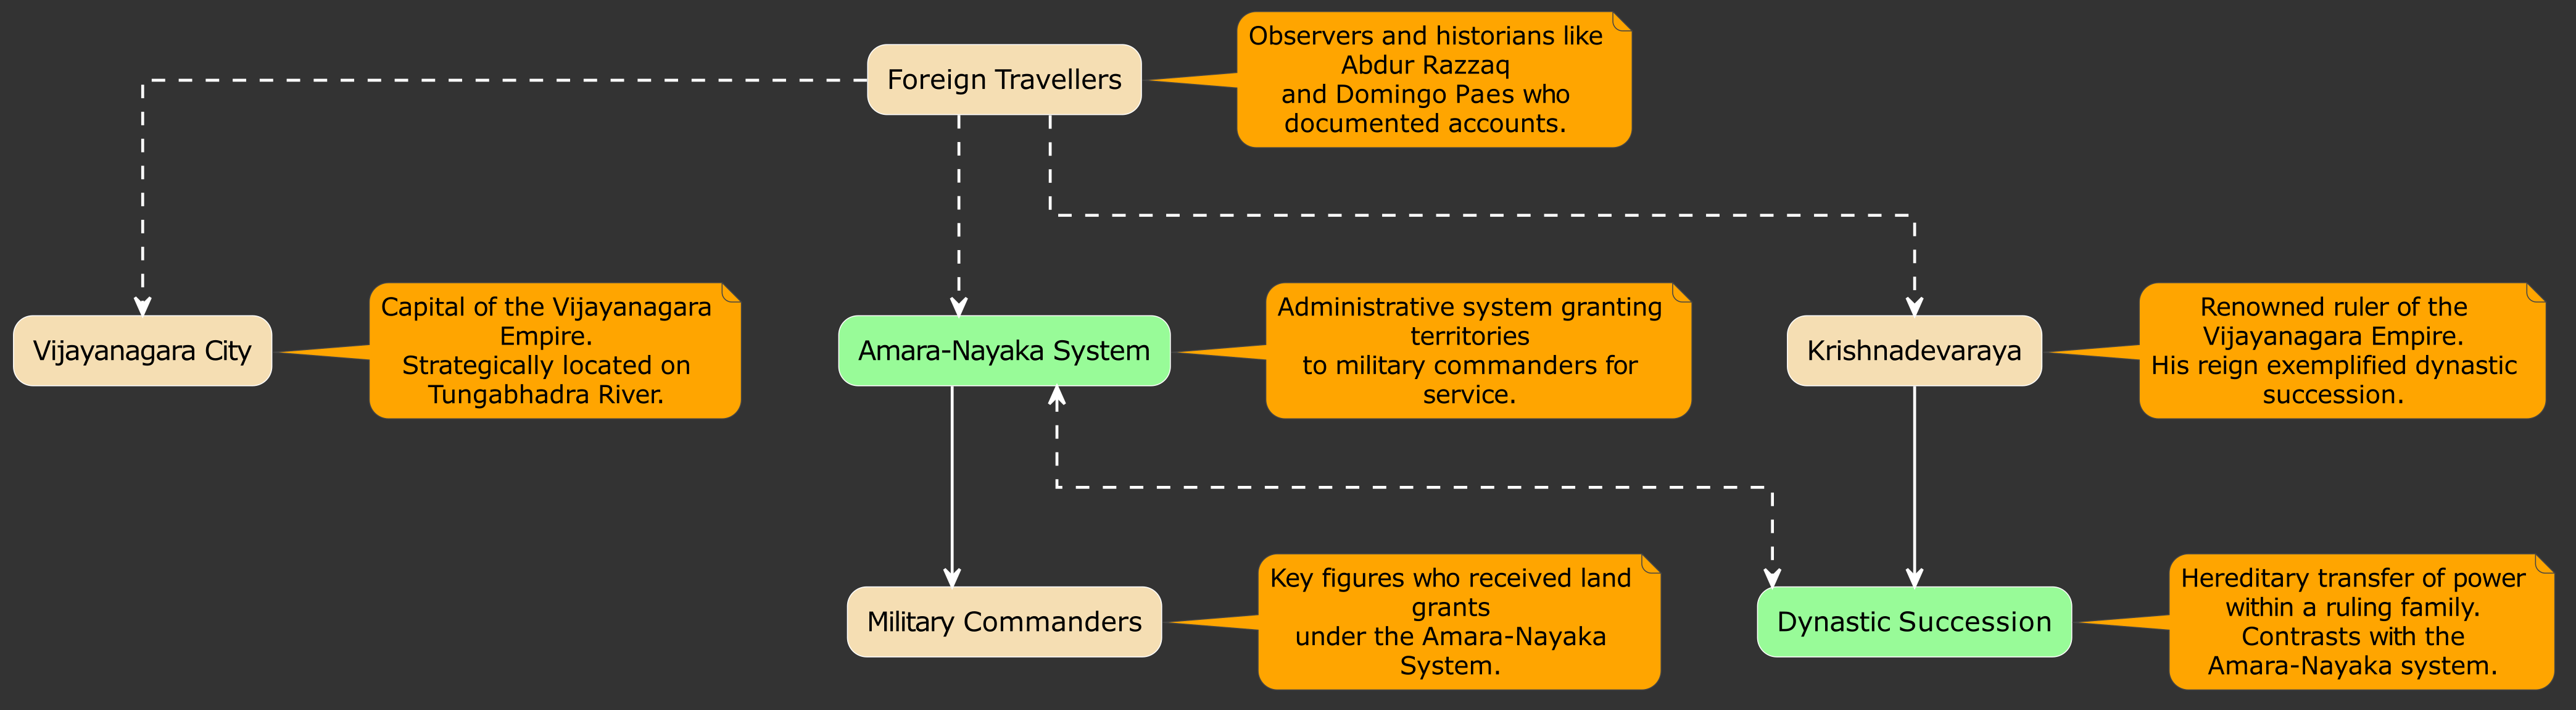 Foreign Travellers
Observers and historians like
Abdur Razzaq
and Domingo Paes who
documented accounts.
Vijayanagara City
Capital of the Vijayanagara
Empire.
Strategically located on
Tungabhadra River.
Amara-Nayaka System
Administrative system granting
territories
to military commanders for
service.
Krishnadevaraya
Renowned ruler of the
Vijayanagara Empire.
His reign exemplified dynastic
succession.
Military Commanders
Key figures who received land
grants
under the Amara-Nayaka
System.
Dynastic Succession
Hereditary transfer of power
within a ruling family.
Contrasts with the
Amara-Nayaka system.